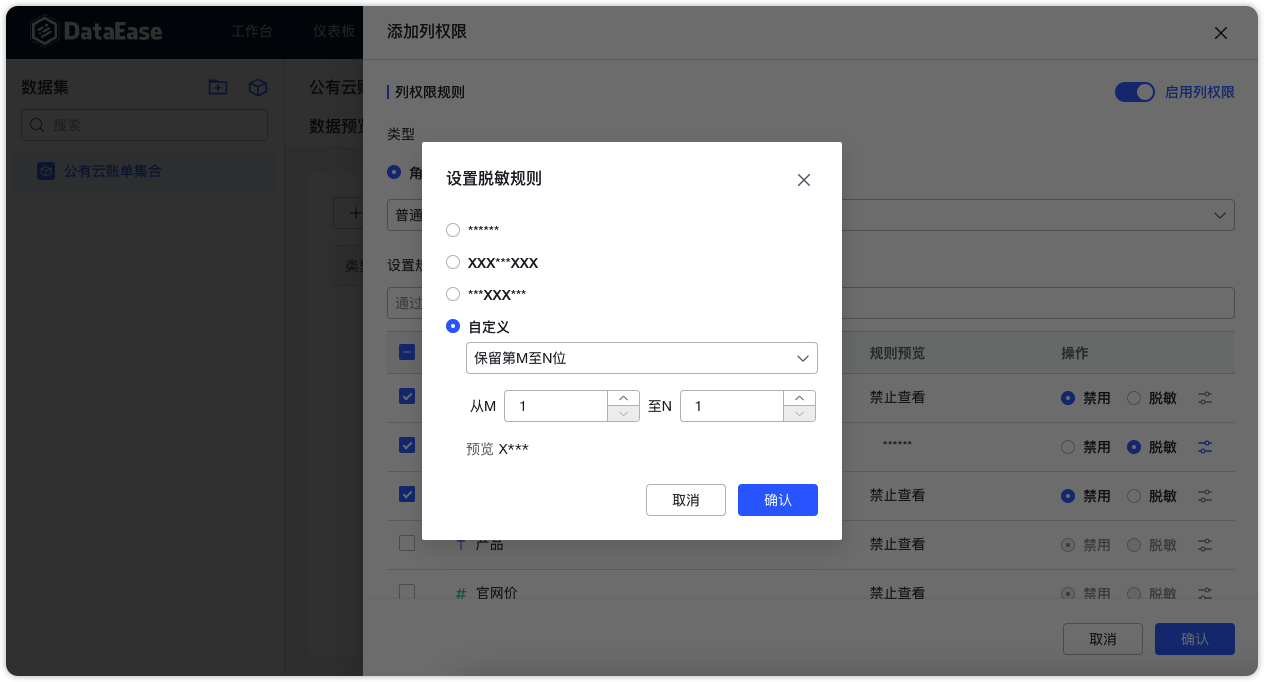 DataEase 工作台 仪表板
添加列权限
数据集
公有云账
列权限规则
启用列权限
搜索
数据预览
类型
公有云账单集合
角
普通
设置规
类型
通过
设置脱敏规则
******
XXX***XXX
***XXX***
自定义
保留第M至N位
从M 1 至N 1
预览 X***
取消 确认
规则预览 操作
禁止查看 禁用 脱敏
****** 禁用 脱敏
禁止查看 禁用 脱敏
T 产品 禁止查看 禁用 脱敏
# 官网价 禁止查看 禁用 脱敏
取消 确认